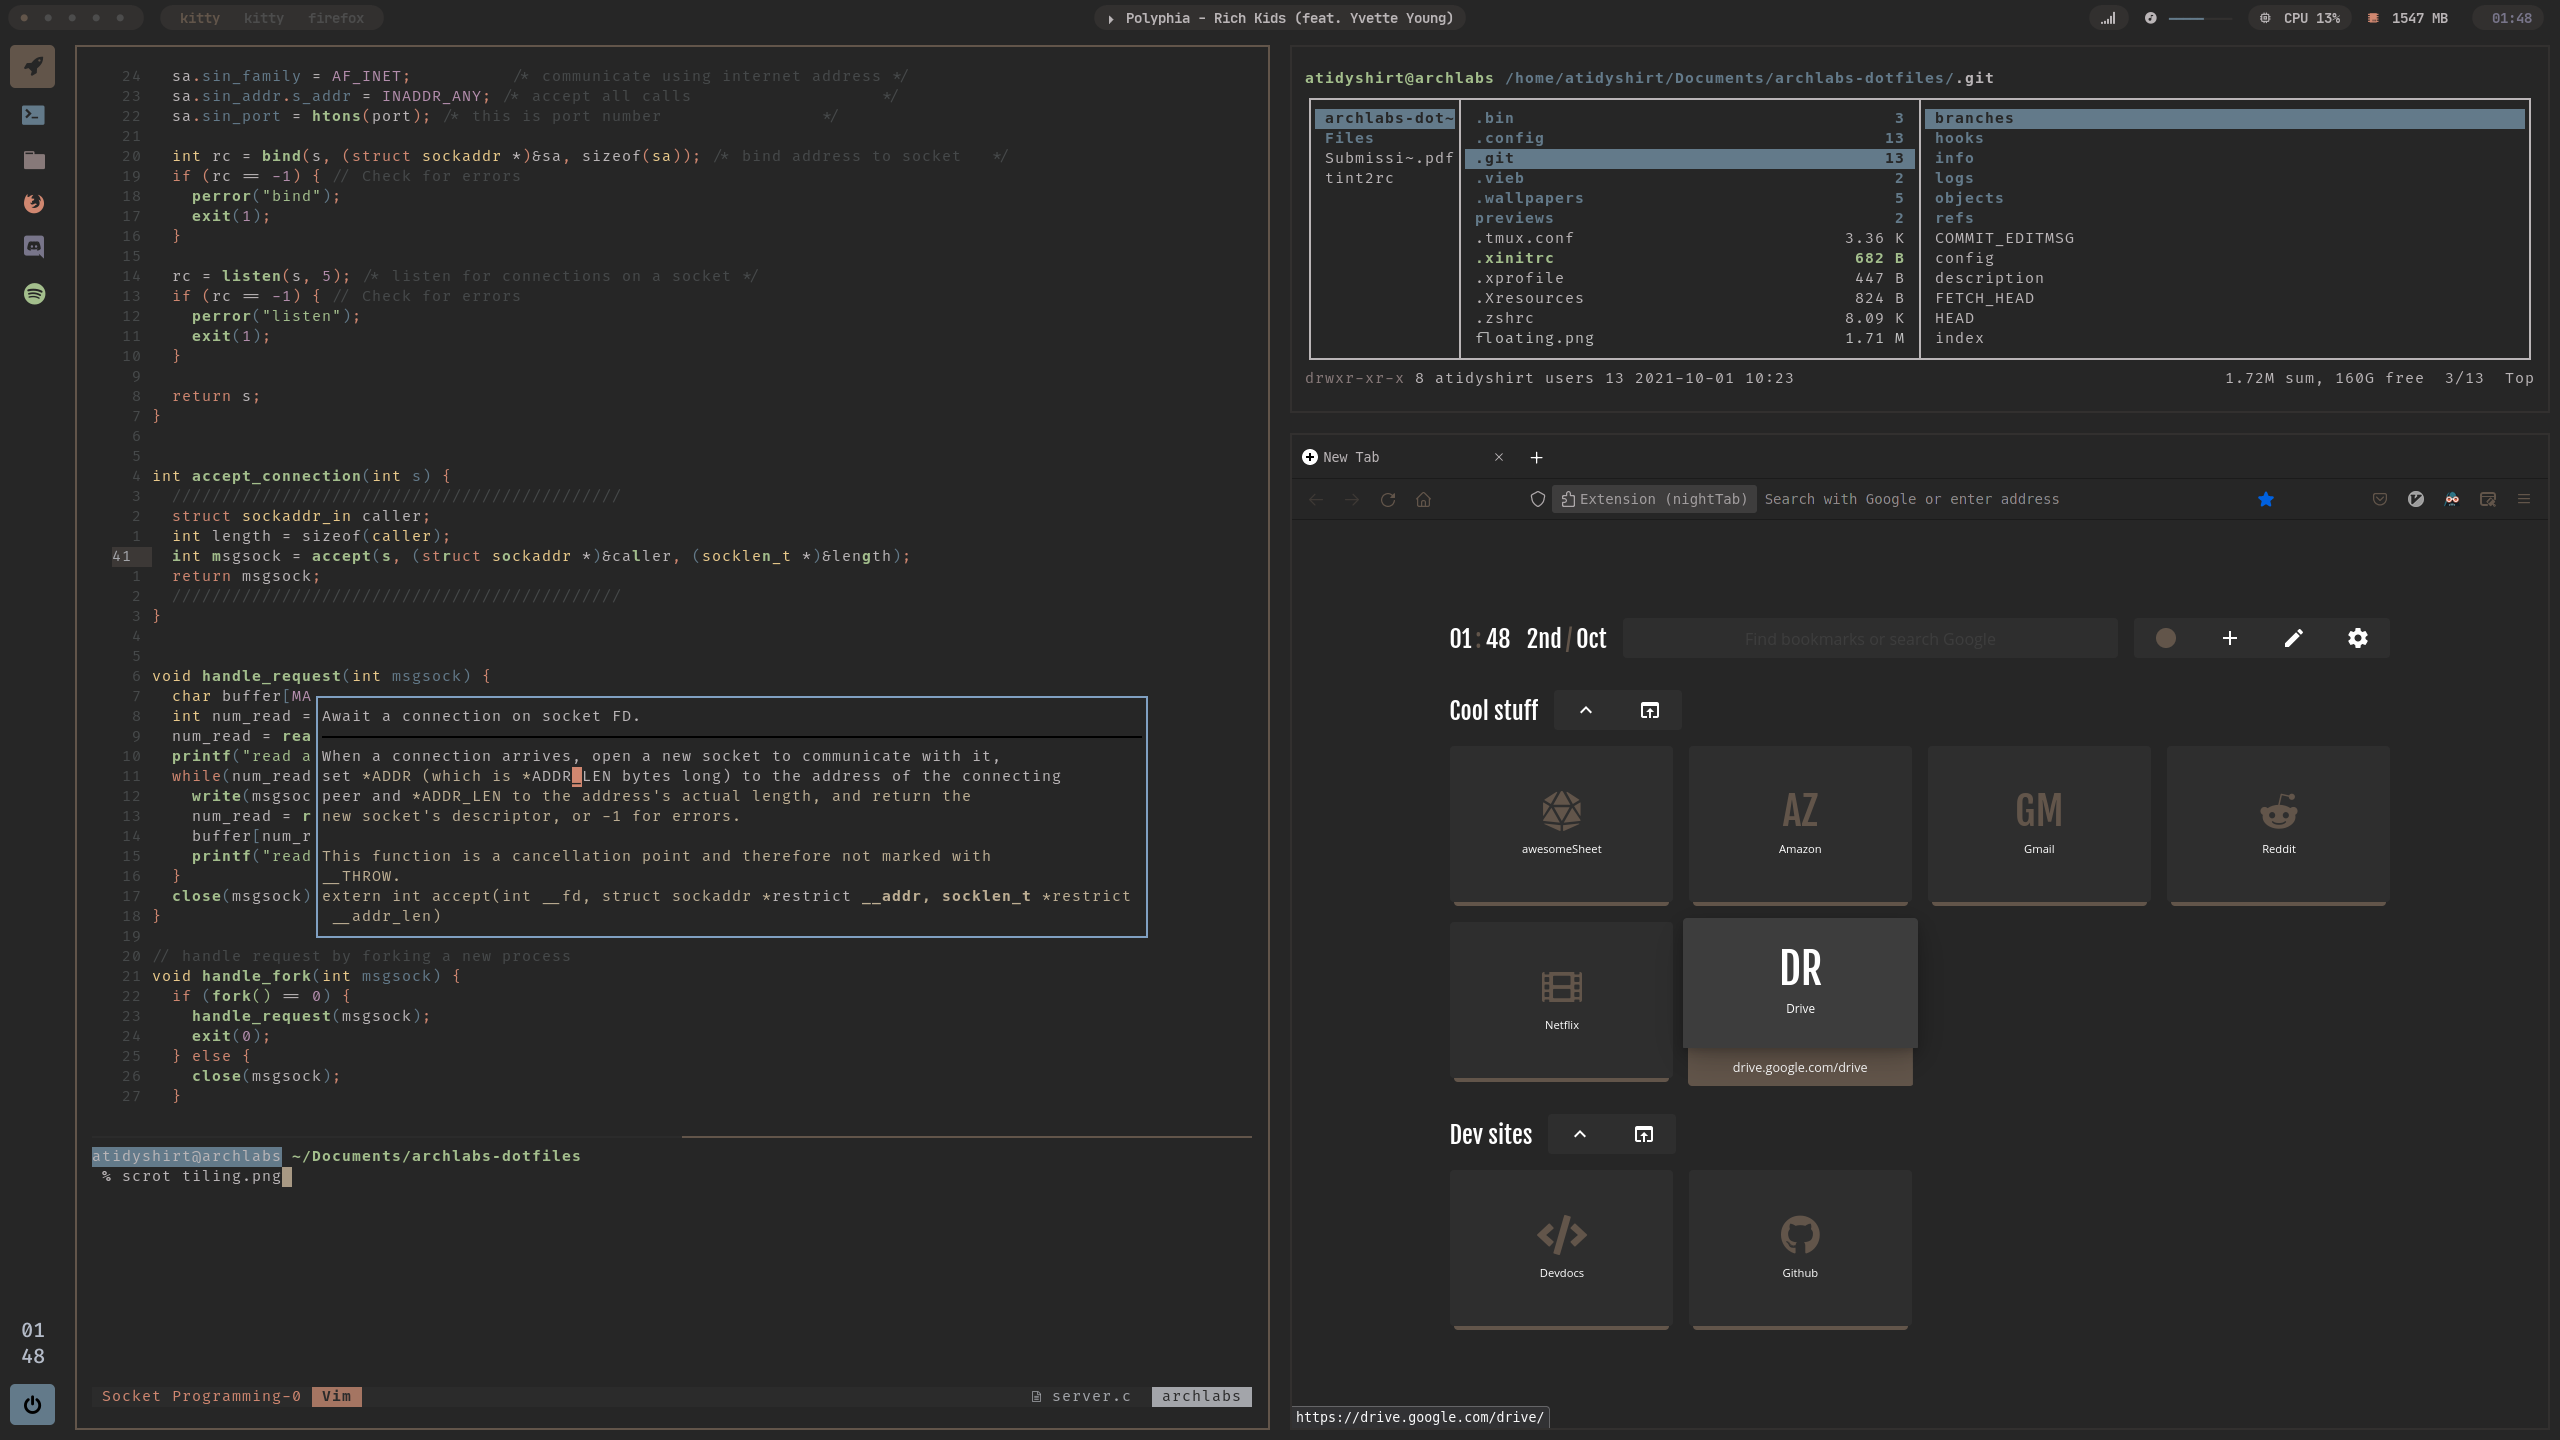 kitty kitty firefox
Polyphia - Rich Kids (feat. Yvette Young)
CPU 13% 1547 MB 01:48
24 sa.sin_family = AF_INET; /* communicate using internet address */
23 sa.sin_addr.s_addr = INADDR_ANY; /* accept all calls */
22 sa.sin_port = htons(port); /* this is port number */
21
20 int rc = bind(s, (struct sockaddr *)&sa, sizeof(sa)); /* bind address to socket */
19 if (rc == -1) { // Check for errors
18 perror("bind");
17 exit(1);
16 }
15
14 rc = listen(s, 5); /* listen for connections on a socket */
13 if (rc == -1) { // Check for errors
12 perror("listen");
11 exit(1);
10 }
9
8 return s;
7 }
6
5
4 int accept_connection(int s) {
3 /////////////////////////////////////////////
2 struct sockaddr_in caller;
1 int length = sizeof(caller);
41 int msgsock = accept(s, (struct sockaddr *)&caller, (socklen_t *)&length);
1 return msgsock;
2 /////////////////////////////////////////////
3 }
4
5
6 void handle_request(int msgsock) {
7 char buffer[MA
8 int num_read =
9 num_read = rea
10 printf("read a
11 while(num_read
12 write(msgsoc
13 num_read = r
14 buffer[num_r
15 printf("read
16 }
17 close(msgsock)
18 }
19
20 // handle request by forking a new process
21 void handle_fork(int msgsock) {
22 if (fork() == 0) {
23 handle_request(msgsock);
24 exit(0);
25 } else {
26 close(msgsock);
27 }
Await a connection on socket FD.
When a connection arrives, open a new socket to communicate with it,
set *ADDR (which is *ADDR_LEN bytes long) to the address of the connecting
peer and *ADDR_LEN to the address's actual length, and return the
new socket's descriptor, or -1 for errors.
This function is a cancellation point and therefore not marked with
__THROW.
extern int accept(int __fd, struct sockaddr *restrict __addr, socklen_t *restrict
__addr_len)
atidyshirt@archlabs ~/Documents/archlabs-dotfiles
% scrot tiling.png
Socket Programming-0 Vim server.c archlabs
01
48
atidyshirt@archlabs /home/atidyshirt/Documents/archlabs-dotfiles/.git
archlabs-dot~
Files
Submissi~.pdf
tint2rc
.bin 3
.config 13
.git 13
.vieb 2
.wallpapers 5
previews 2
.tmux.conf 3.36 K
.xinitrc 682 B
.xprofile 447 B
.Xresources 824 B
.zshrc 8.09 K
floating.png 1.71 M
branches
hooks
info
logs
objects
refs
COMMIT_EDITMSG
config
description
FETCH_HEAD
HEAD
index
drwxr-xr-x 8 atidyshirt users 13 2021-10-01 10:23 1.72M sum, 160G free 3/13 Top
New Tab
Extension (nightTab) Search with Google or enter address
01:48 2nd/Oct Find bookmarks or search Google
Cool stuff
AZ GM
awesomeSheet Amazon Gmail Reddit
DR
Netflix Drive
drive.google.com/drive
Dev sites
Devdocs Github
https://drive.google.com/drive/